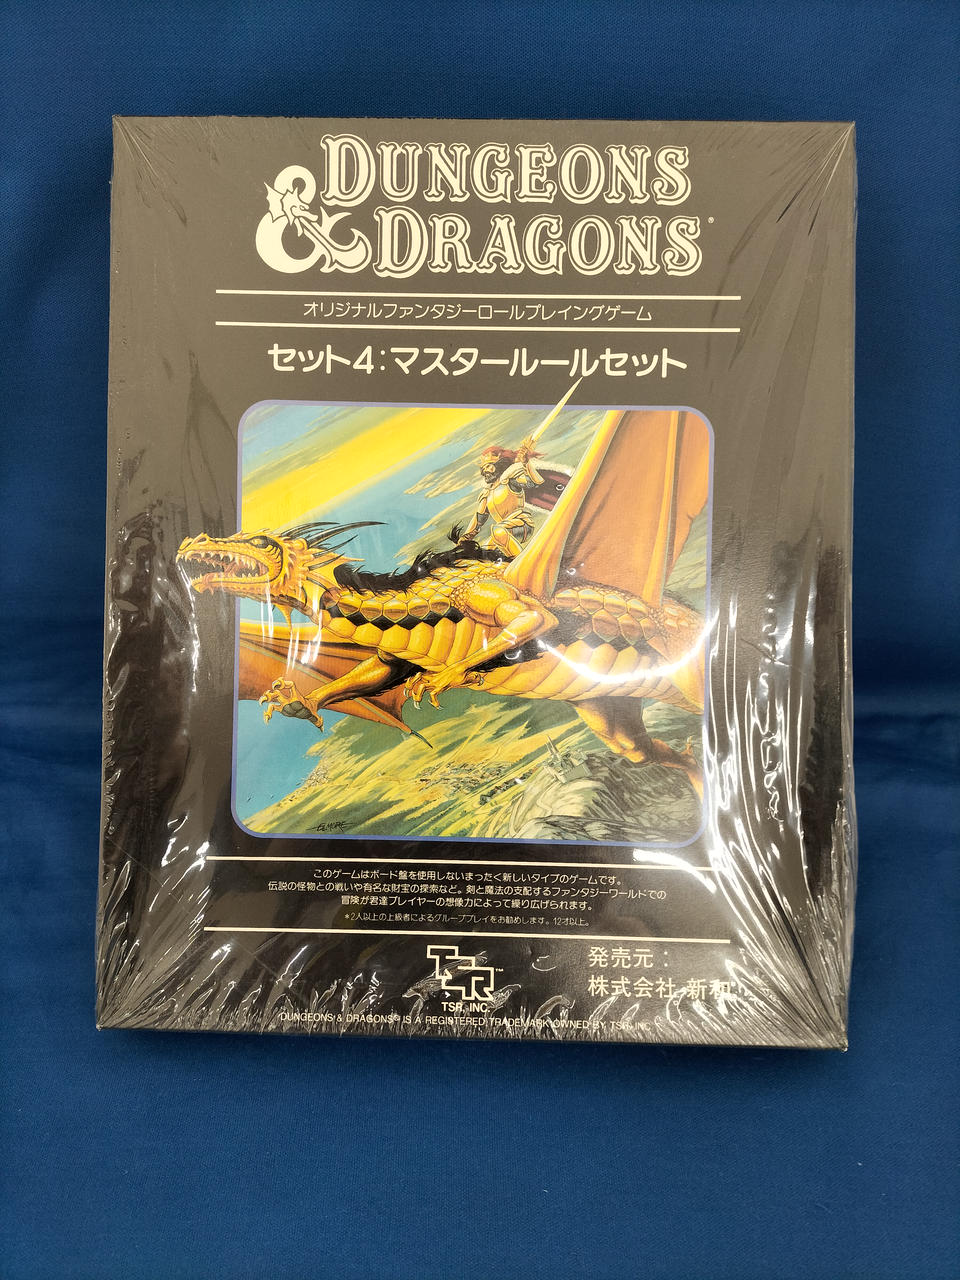 DUNGEONS
& DRAGONS®
オリジナルファンタジーロールプレイングゲーム
セット4:マスタールールセット
ELMORE
このゲームはボード盤を使用しないまったく新しいタイプのゲームです。
伝説の怪物との戦いや有名な財宝の探索など。剣と魔法の支配するファンタジーワールドでの
冒険が君達プレイヤーの想像力によって繰り広げられます。
*2人以上の上級者によるグループプレイをお勧めします。12才以上。
TSR™
TSR, INC.
発売元:
株式会社 新和
DUNGEONS & DRAGONS® IS A REGISTERED TRADEMARK OWNED BY TSR, INC.